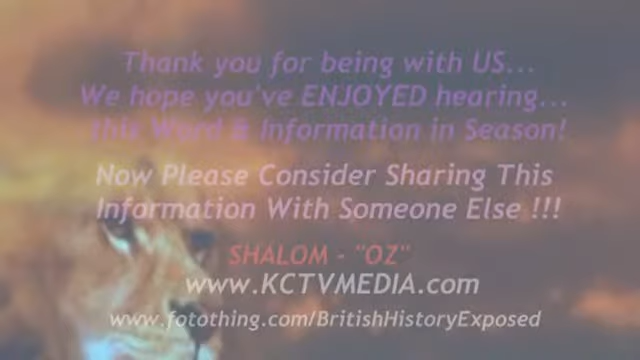 Thank you for being with US...
We hope you've ENJOYED hearing...
this Word & Information in Season!
Now Please Consider Sharing This
Information With Someone Else !!!
SHALOM - "OZ"
www.KCTVMEDIA.com
www.fotothing.com/BritishHistoryExposed